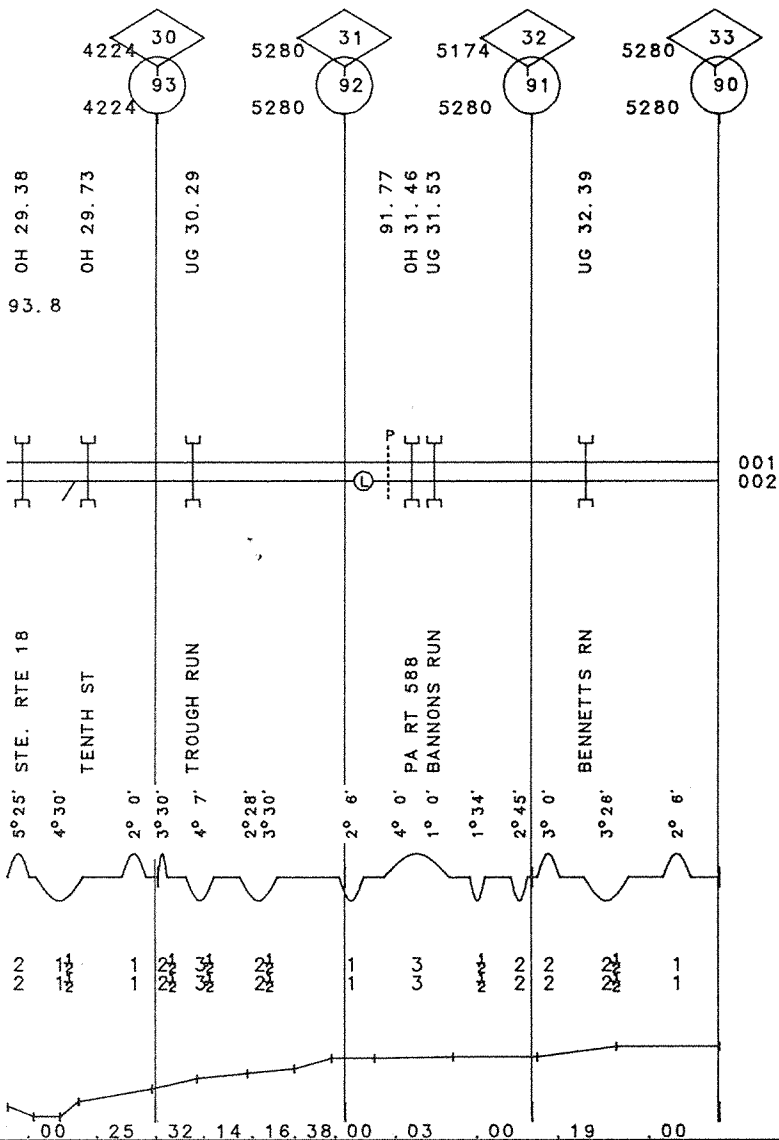 4224 30 5280 31 5174 32 5280 33
4224 93 5280 92 5280 91 5280 90
OH 29.38
OH 29.73
UG 30.29
91.77
OH 31.46
UG 31.53
UG 32.39
93.8
P
001
L
002
STE. RTE 18
TENTH ST
TROUGH RUN
PA RT 588
BANNONS RUN
BENNETTS RN
5°25' 4°30' 2° 0' 3°30' 4° 7' 2°28' 3°30' 2° 6' 4° 0' 1° 0' 1°34' 2°45' 3° 0' 3°26' 2° 6'
2 1½ 1 2½ 3½ 2½ 1 3 ½ 2 2 2½ 1
2 1½ 1 2½ 3½ 2½ 1 3 ½ 2 2 2½ 1
.00 .25 .32 .14 .16 .38 .00 .03 .00 .19 .00